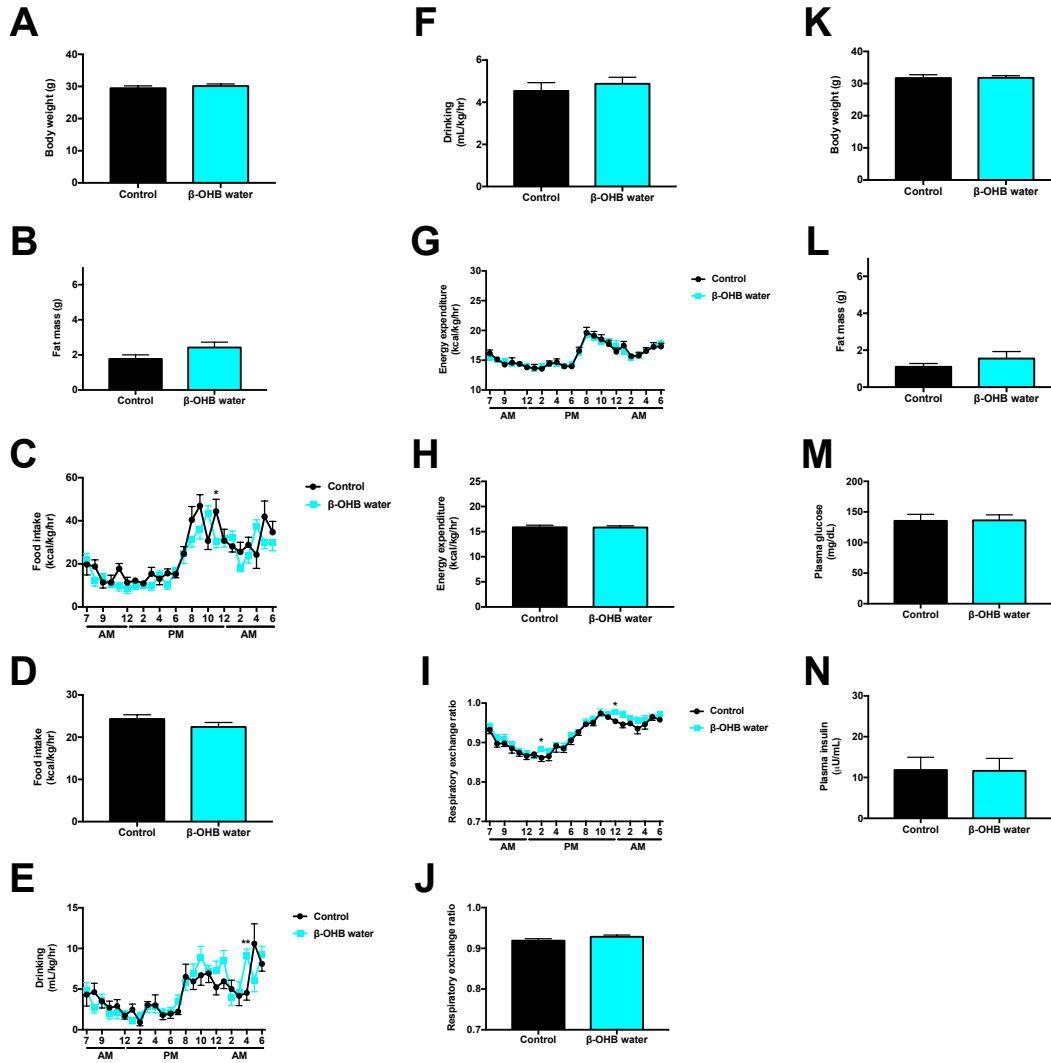 A
Body weight (g)
40
30
20
10
0
Control
β-OHB water
B
Fat mass (g)
6
4
2
0
Control
β-OHB water
C
Food intake
(kcal/kg/hr)
60
40
20
0
*
Control
β-OHB water
7 9 12 2 4 6 8 10 12 2 4 6
AM PM AM
D
Food intake
(kcal/kg/hr)
30
20
10
0
Control
β-OHB water
E
Drinking
(mL/kg/hr)
15
10
5
0
**
Control
β-OHB water
7 9 12 2 4 6 8 10 12 2 4 6
AM PM AM
F
Drinking
(mL/kg/hr)
6
4
2
0
Control
β-OHB water
G
Energy expenditure
(kcal/kg/hr)
30
25
20
15
10
Control
β-OHB water
7 9 12 2 4 6 8 10 12 2 4 6
AM PM AM
H
Energy expenditure
(kcal/kg/hr)
25
20
15
10
5
0
Control
β-OHB water
I
Respiratory exchange ratio
1.0
0.9
0.8
0.7
*
*
Control
β-OHB water
7 9 12 2 4 6 8 10 12 2 4 6
AM PM AM
J
Respiratory exchange ratio
1.0
0.9
0.8
0.7
Control
β-OHB water
K
Body weight (g)
40
30
20
10
0
Control
β-OHB water
L
Fat mass (g)
6
4
2
0
Control
β-OHB water
M
Plasma glucose
(mg/dL)
200
150
100
50
0
Control
β-OHB water
N
Plasma insulin
(μU/mL)
30
20
10
0
Control
β-OHB water